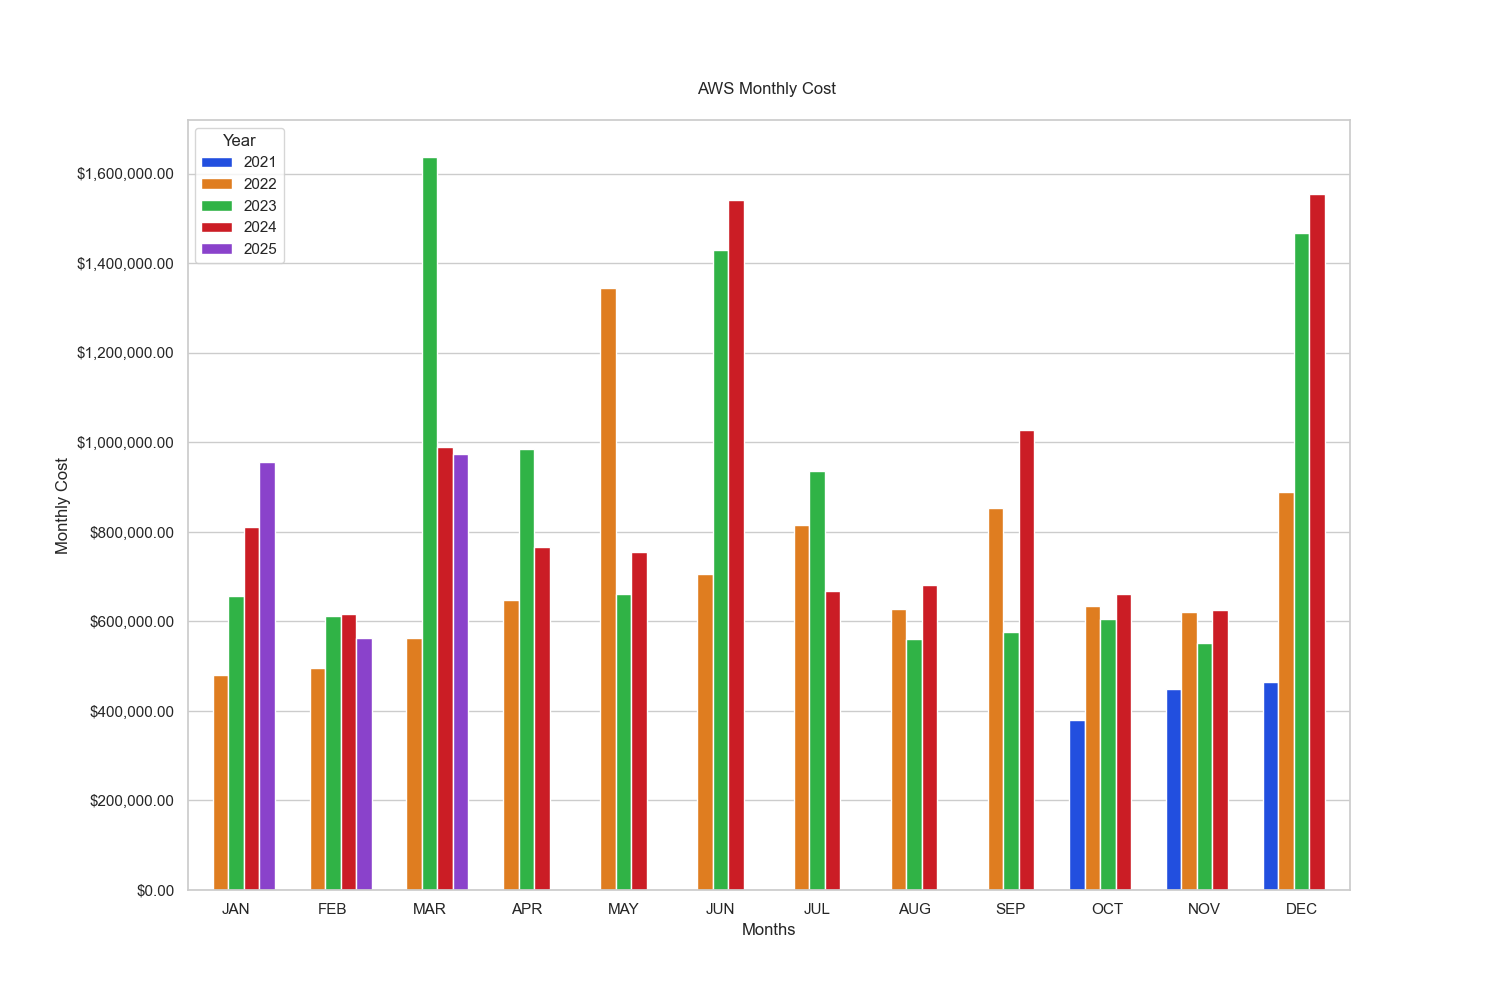 AWS Monthly Cost
Year
2021
2022
2023
2024
2025
$1,600,000.00
$1,400,000.00
$1,200,000.00
$1,000,000.00
$800,000.00
$600,000.00
$400,000.00
$200,000.00
$0.00
Monthly Cost
JAN FEB MAR APR MAY JUN JUL AUG SEP OCT NOV DEC
Months